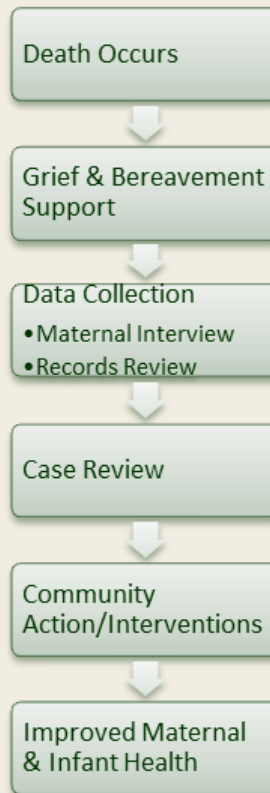 Death Occurs
Grief & Bereavement
Support
Data Collection
•Maternal Interview
•Records Review
Case Review
Community
Action/Interventions
Improved Maternal
& Infant Health